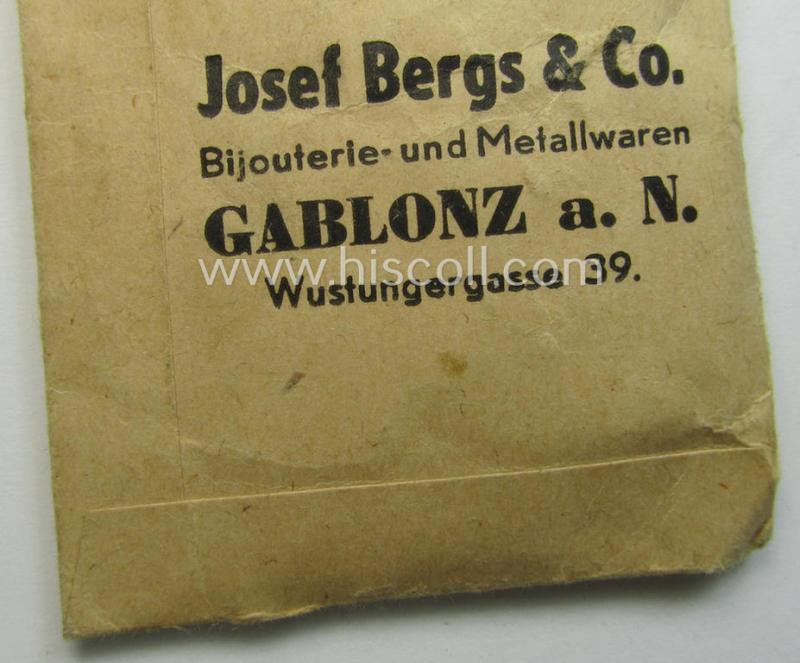 Josef Bergs & Co.
Bijouterie- und Metallwaren
GABLONZ a. N.
www.hiscoll.com
Wustungergasse 39.